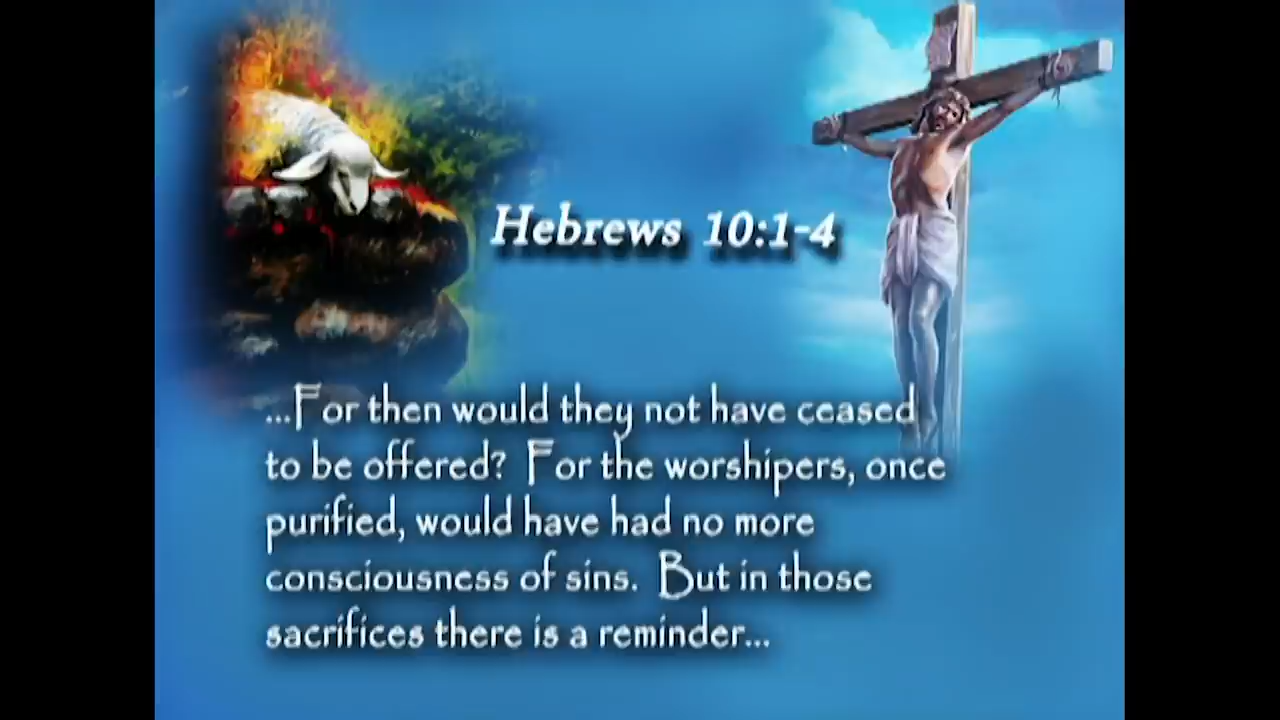 Hebrews 10:1-4
...For then would they not have ceased
to be offered? For the worshipers, once
purified, would have had no more
consciousness of sins. But in those
sacrifices there is a reminder...